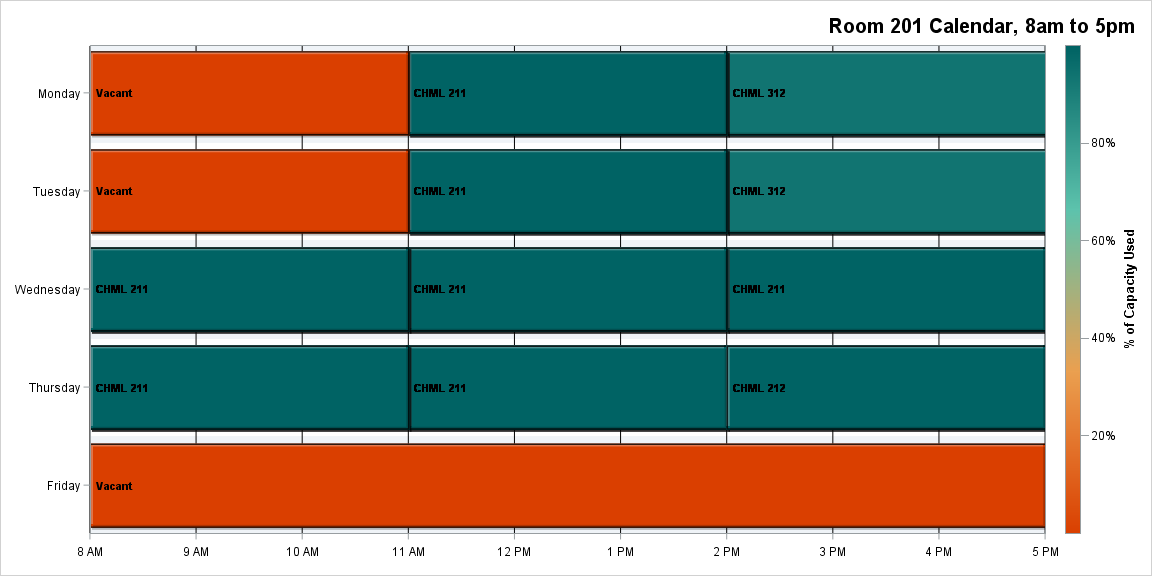 Room 201 Calendar, 8am to 5pm
Monday
Vacant
CHML 211
CHML 312
Tuesday
Vacant
CHML 211
CHML 312
Wednesday
CHML 211
CHML 211
CHML 211
Thursday
CHML 211
CHML 211
CHML 212
Friday
Vacant
8 AM
9 AM
10 AM
11 AM
12 PM
1 PM
2 PM
3 PM
4 PM
5 PM
80%
60%
40%
20%
% of Capacity Used